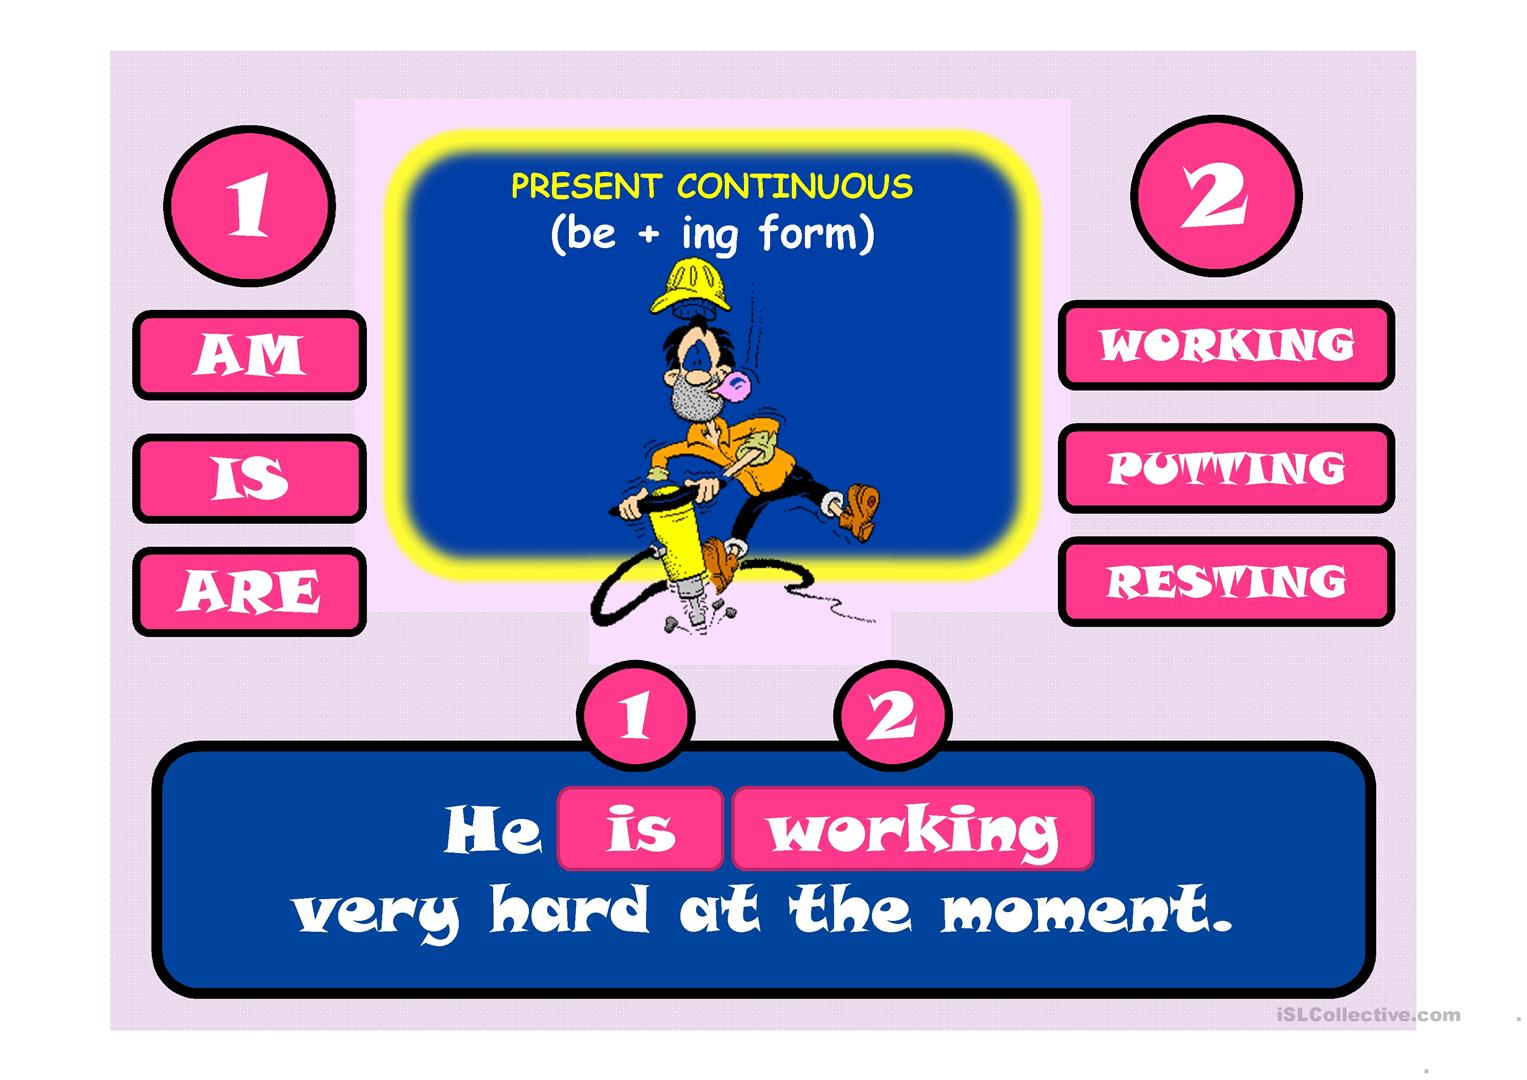 PRESENT CONTINUOUS
(be + ing form)
1
AM
IS
ARE
2
WORKING
PUTTING
RESTING
1 2
He is working
very hard at the moment.
iSLCollective.com